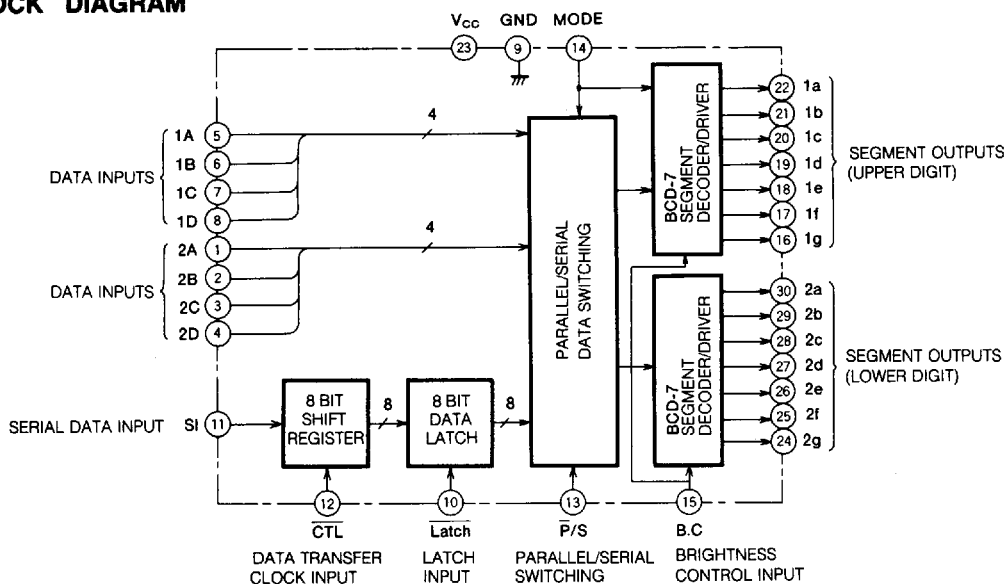 OCK DIAGRAM
Vcc GND MODE
23 9 14
DATA INPUTS
1A 5
1B 6
1C 7
1D 8
4
DATA INPUTS
2A 1
2B 2
2C 3
2D 4
4
SERIAL DATA INPUT SI 11
8 BIT
SHIFT
REGISTER
8
8 BIT
DATA
LATCH
8
PARALLEL/SERIAL
DATA SWITCHING
BCD-7
SEGMENT
DECODER/DRIVER
22 1a
21 1b
20 1c
19 1d
18 1e
17 1f
16 1g
SEGMENT OUTPUTS
(UPPER DIGIT)
BCD-7
SEGMENT
DECODER/DRIVER
30 2a
29 2b
28 2c
27 2d
26 2e
25 2f
24 2g
SEGMENT OUTPUTS
(LOWER DIGIT)
12
C̅T̅L̅
DATA TRANSFER
CLOCK INPUT
10
L̅a̅t̅c̅h̅
LATCH
INPUT
13
P̅/S
PARALLEL/SERIAL
SWITCHING
15
B.C
BRIGHTNESS
CONTROL INPUT